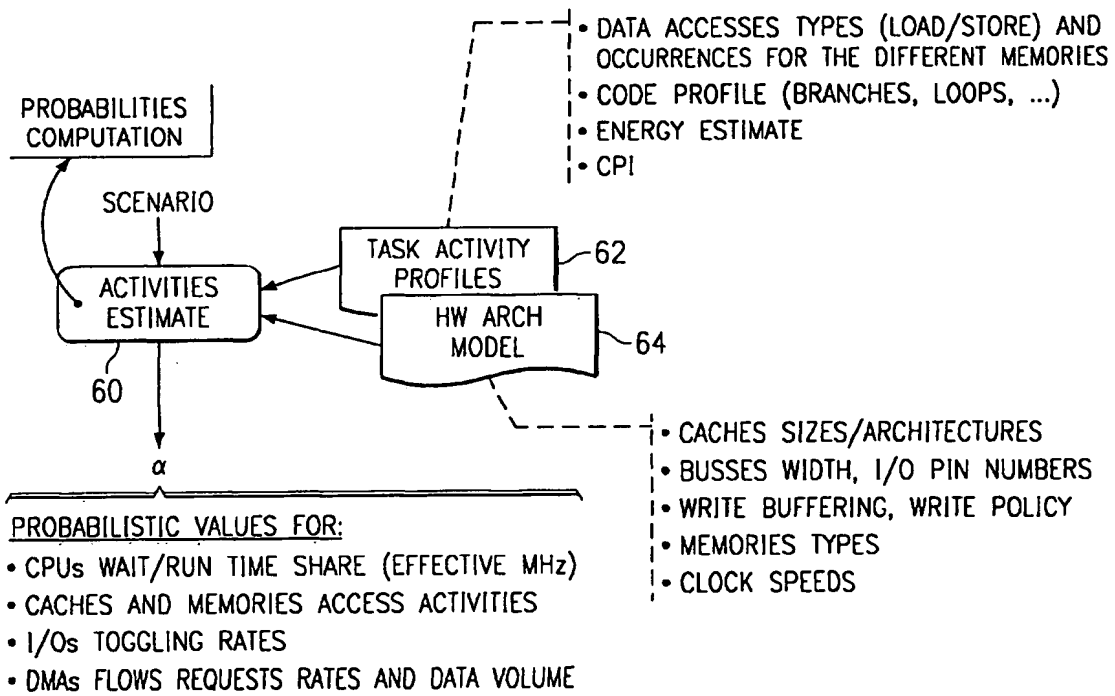 • DATA ACCESSES TYPES (LOAD/STORE) AND
OCCURRENCES FOR THE DIFFERENT MEMORIES
• CODE PROFILE (BRANCHES, LOOPS, ...)
• ENERGY ESTIMATE
• CPI
PROBABILITIES
COMPUTATION
SCENARIO
TASK ACTIVITY
PROFILES
62
ACTIVITIES
ESTIMATE
60
HW ARCH
MODEL
64
α
• CACHES SIZES/ARCHITECTURES
• BUSSES WIDTH, I/O PIN NUMBERS
• WRITE BUFFERING, WRITE POLICY
• MEMORIES TYPES
• CLOCK SPEEDS
PROBABILISTIC VALUES FOR:
• CPUs WAIT/RUN TIME SHARE (EFFECTIVE MHz)
• CACHES AND MEMORIES ACCESS ACTIVITIES
• I/Os TOGGLING RATES
• DMAs FLOWS REQUESTS RATES AND DATA VOLUME